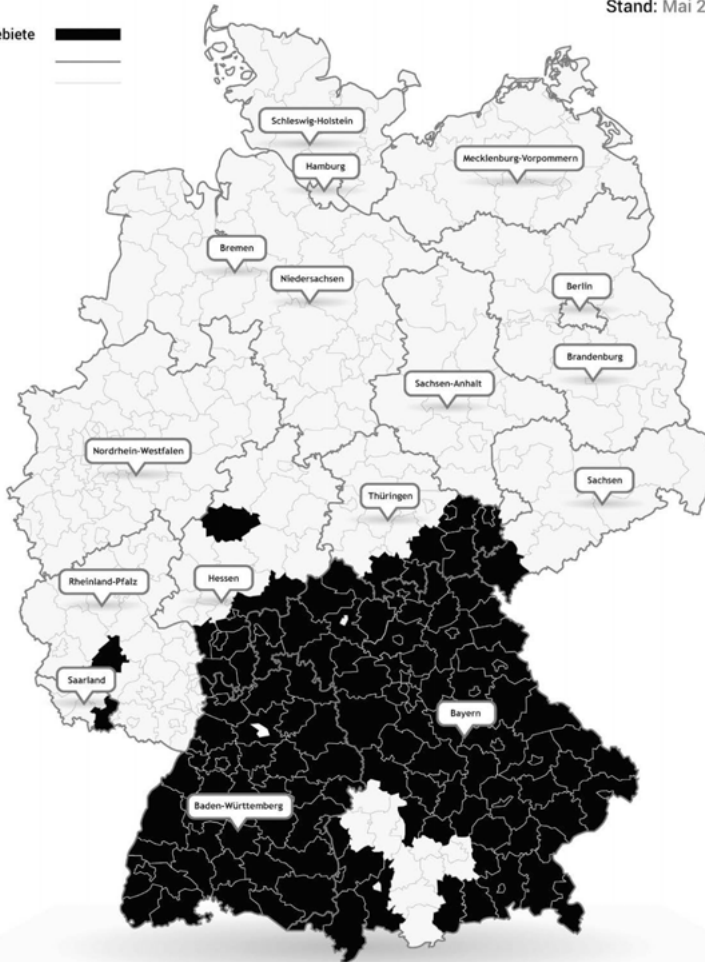 Stand: Mai 2
ebiete
Schleswig-Holstein
Hamburg
Mecklenburg-Vorpommern
Bremen
Niedersachsen
Berlin
Brandenburg
Sachsen-Anhalt
Nordrhein-Westfalen
Sachsen
Thüringen
Hessen
Rheinland-Pfalz
Saarland
Bayern
Baden-Württemberg